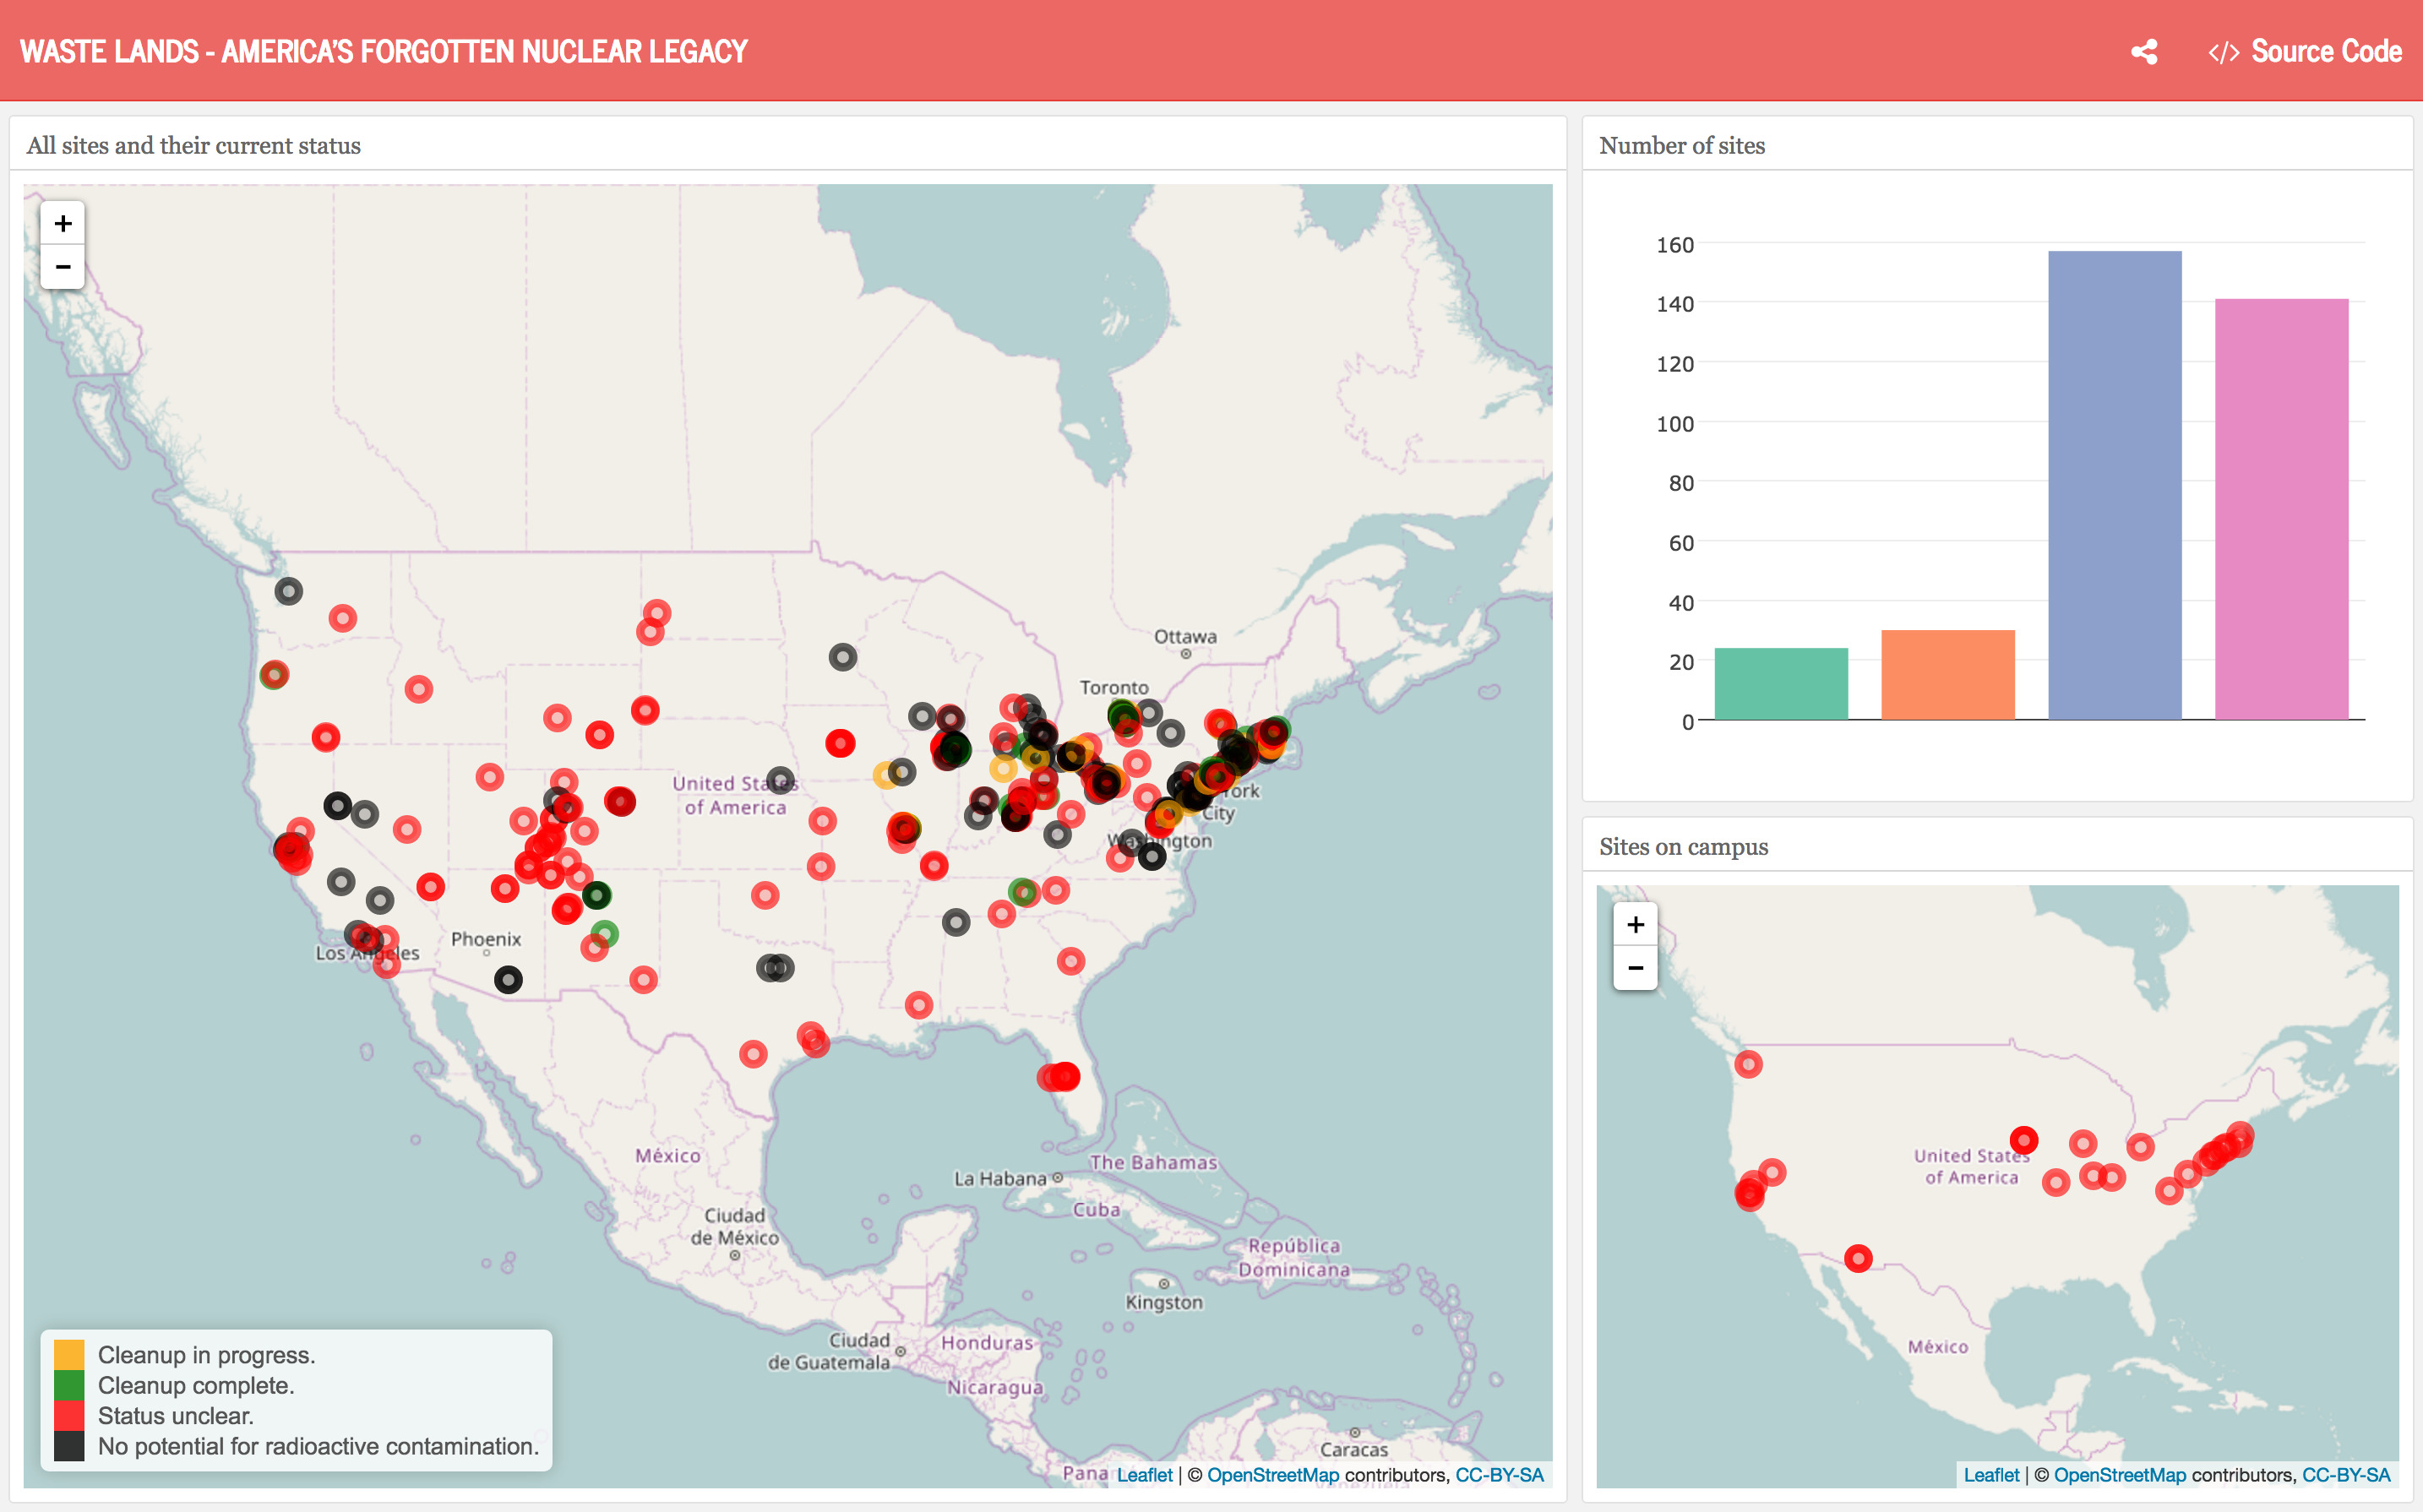 WASTE LANDS - AMERICA'S FORGOTTEN NUCLEAR LEGACY
</> Source Code
All sites and their current status
+
−
Ottawa
Toronto
United States
of America
York
City
Washington
Phoenix
Los Angeles
México
The Bahamas
La Habana
Cuba
Ciudad
de México
República
Dominicana
Kingston
Ciudad
de Guatemala
Honduras
Nicaragua
Caracas
Pana
Cleanup in progress.
Cleanup complete.
Status unclear.
No potential for radioactive contamination.
Leaflet | © OpenStreetMap contributors, CC-BY-SA
Number of sites
160
140
120
100
80
60
40
20
0
Sites on campus
+
−
United States
of America
México
Leaflet | © OpenStreetMap contributors, CC-BY-SA